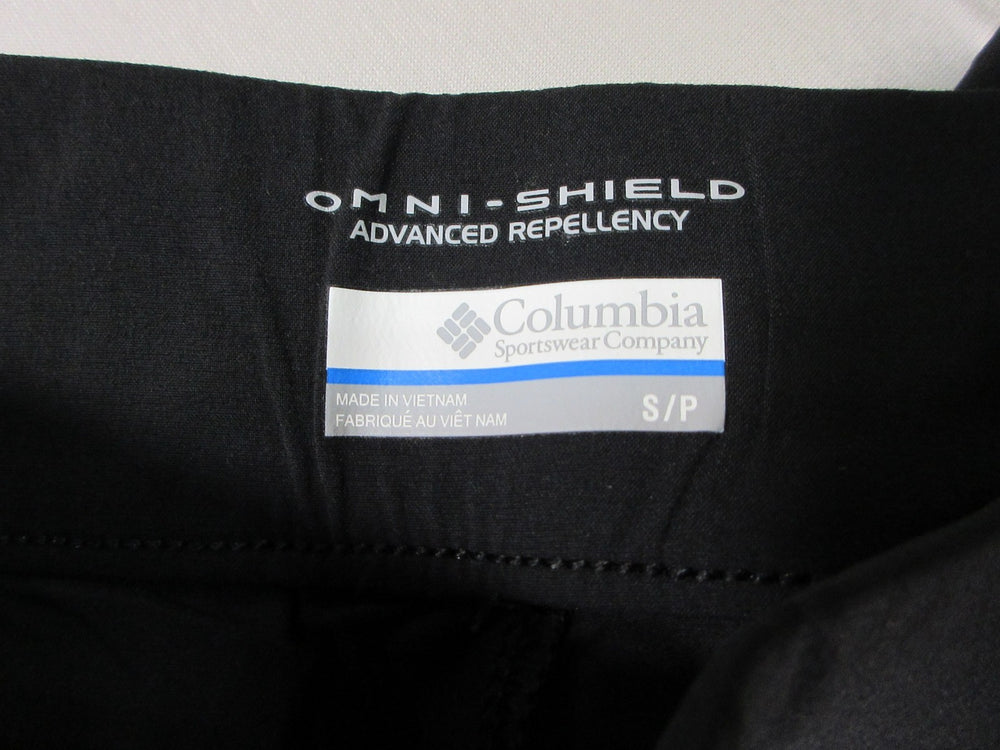 OMNI-SHIELD
ADVANCED REPELLENCY
Columbia
Sportswear Company
MADE IN VIETNAM
FABRIQUÉ AU VIÊT NAM
S/P